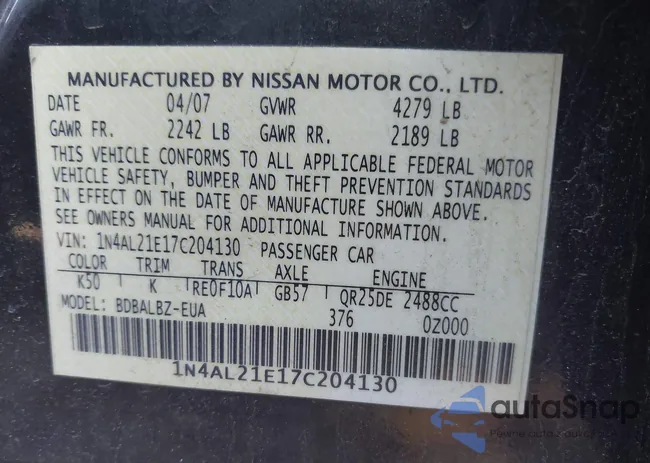 MANUFACTURED BY NISSAN MOTOR CO., LTD.
DATE 04/07 GVWR 4279 LB
GAWR FR. 2242 LB GAWR RR. 2189 LB
THIS VEHICLE CONFORMS TO ALL APPLICABLE FEDERAL MOTOR
VEHICLE SAFETY, BUMPER AND THEFT PREVENTION STANDARDS
IN EFFECT ON THE DATE OF MANUFACTURE SHOWN ABOVE.
SEE OWNERS MANUAL FOR ADDITIONAL INFORMATION.
VIN: 1N4AL21E17C204130 PASSENGER CAR
COLOR TRIM TRANS AXLE ENGINE
K50 K RE0F10A GB57 QR25DE 2488CC
MODEL: BDBALBZ-EUA 376 0Z000
1N4AL21E17C204130
autaSnap